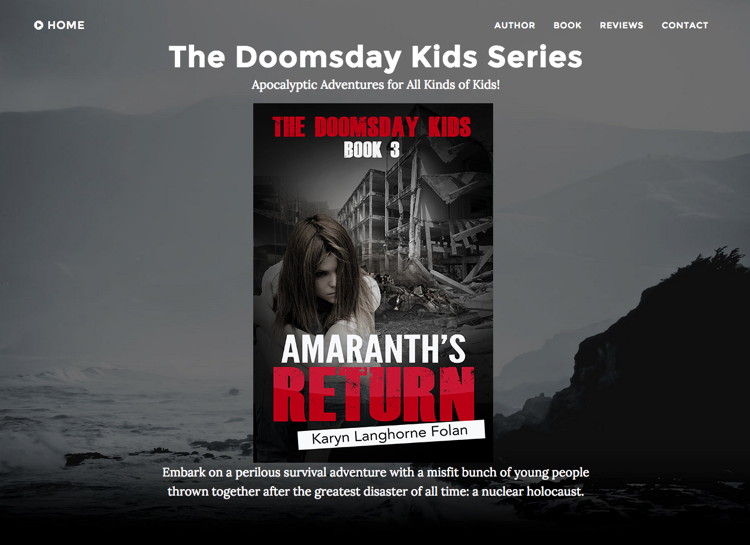 HOME
AUTHOR BOOK REVIEWS CONTACT
The Doomsday Kids Series
Apocalyptic Adventures for All Kinds of Kids!
THE DOOMSDAY KIDS
BOOK 3
AMARANTH'S
RETURN
Karyn Langhorne Folan
Embark on a perilous survival adventure with a misfit bunch of young people
thrown together after the greatest disaster of all time: a nuclear holocaust.